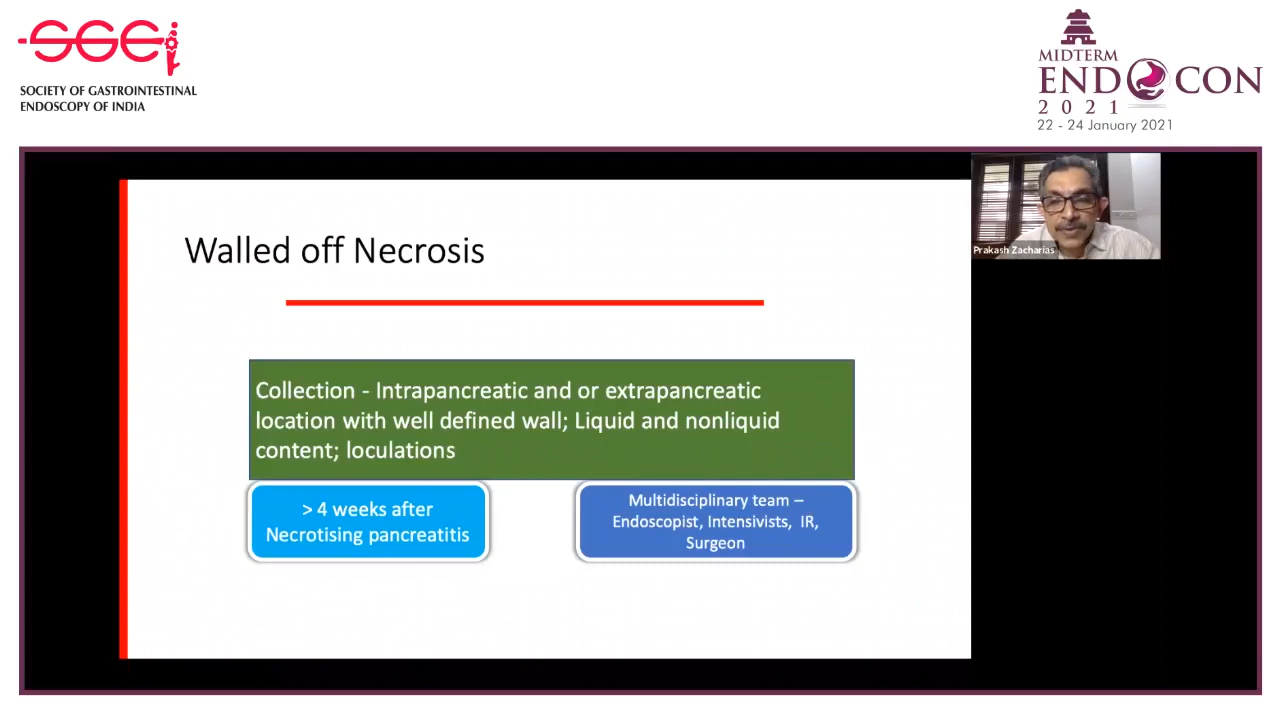 SGEi
SOCIETY OF GASTROINTESTINAL
ENDOSCOPY OF INDIA
MIDTERM
ENDOCON
2021
22 - 24 January 2021
Prakash Zacharias
Walled off Necrosis
Collection - Intrapancreatic and or extrapancreatic
location with well defined wall; Liquid and nonliquid
content; loculations
> 4 weeks after
Necrotising pancreatitis
Multidisciplinary team –
Endoscopist, Intensivists, IR,
Surgeon